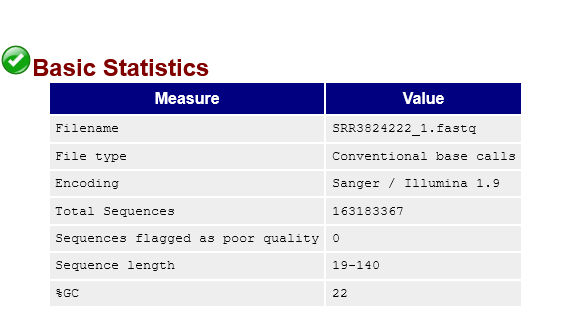 Basic Statistics
Measure Value
Filename SRR3824222_1.fastq
File type Conventional base calls
Encoding Sanger / Illumina 1.9
Total Sequences 163183367
Sequences flagged as poor quality 0
Sequence length 19-140
%GC 22